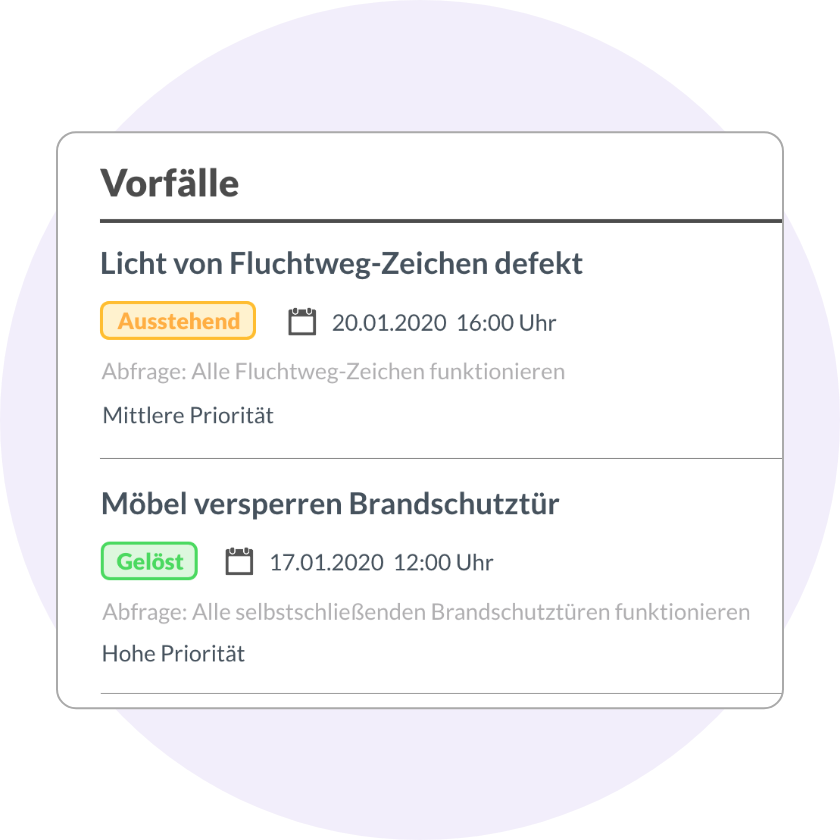 Vorfälle
Licht von Fluchtweg-Zeichen defekt
Ausstehend 20.01.2020 16:00 Uhr
Abfrage: Alle Fluchtweg-Zeichen funktionieren
Mittlere Priorität
Möbel versperren Brandschutztür
Gelöst 17.01.2020 12:00 Uhr
Abfrage: Alle selbstschließenden Brandschutztüren funktionieren
Hohe Priorität